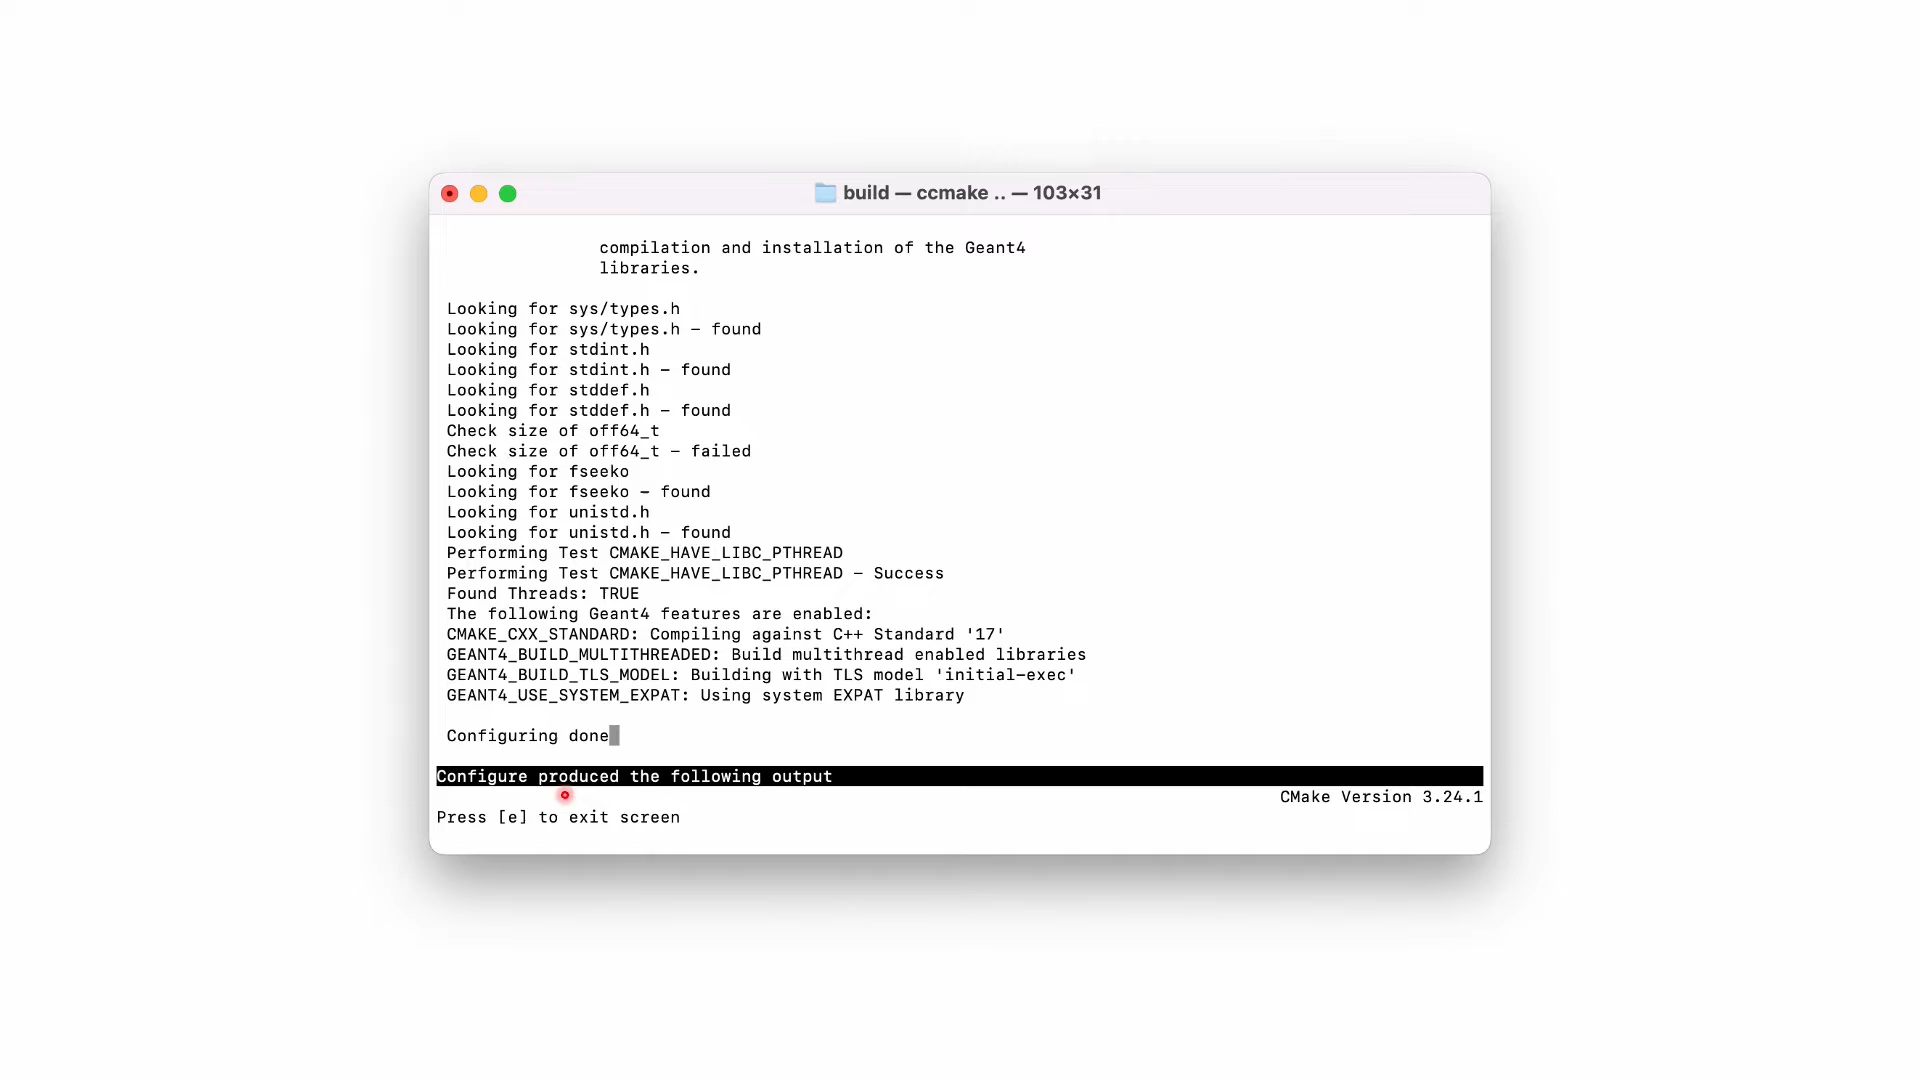 build — ccmake .. — 103×31
compilation and installation of the Geant4
libraries.
Looking for sys/types.h
Looking for sys/types.h - found
Looking for stdint.h
Looking for stdint.h - found
Looking for stddef.h
Looking for stddef.h - found
Check size of off64_t
Check size of off64_t - failed
Looking for fseeko
Looking for fseeko - found
Looking for unistd.h
Looking for unistd.h - found
Performing Test CMAKE_HAVE_LIBC_PTHREAD
Performing Test CMAKE_HAVE_LIBC_PTHREAD - Success
Found Threads: TRUE
The following Geant4 features are enabled:
CMAKE_CXX_STANDARD: Compiling against C++ Standard '17'
GEANT4_BUILD_MULTITHREADED: Build multithread enabled libraries
GEANT4_BUILD_TLS_MODEL: Building with TLS model 'initial-exec'
GEANT4_USE_SYSTEM_EXPAT: Using system EXPAT library
Configuring done
Configure produced the following output
CMake Version 3.24.1
Press [e] to exit screen